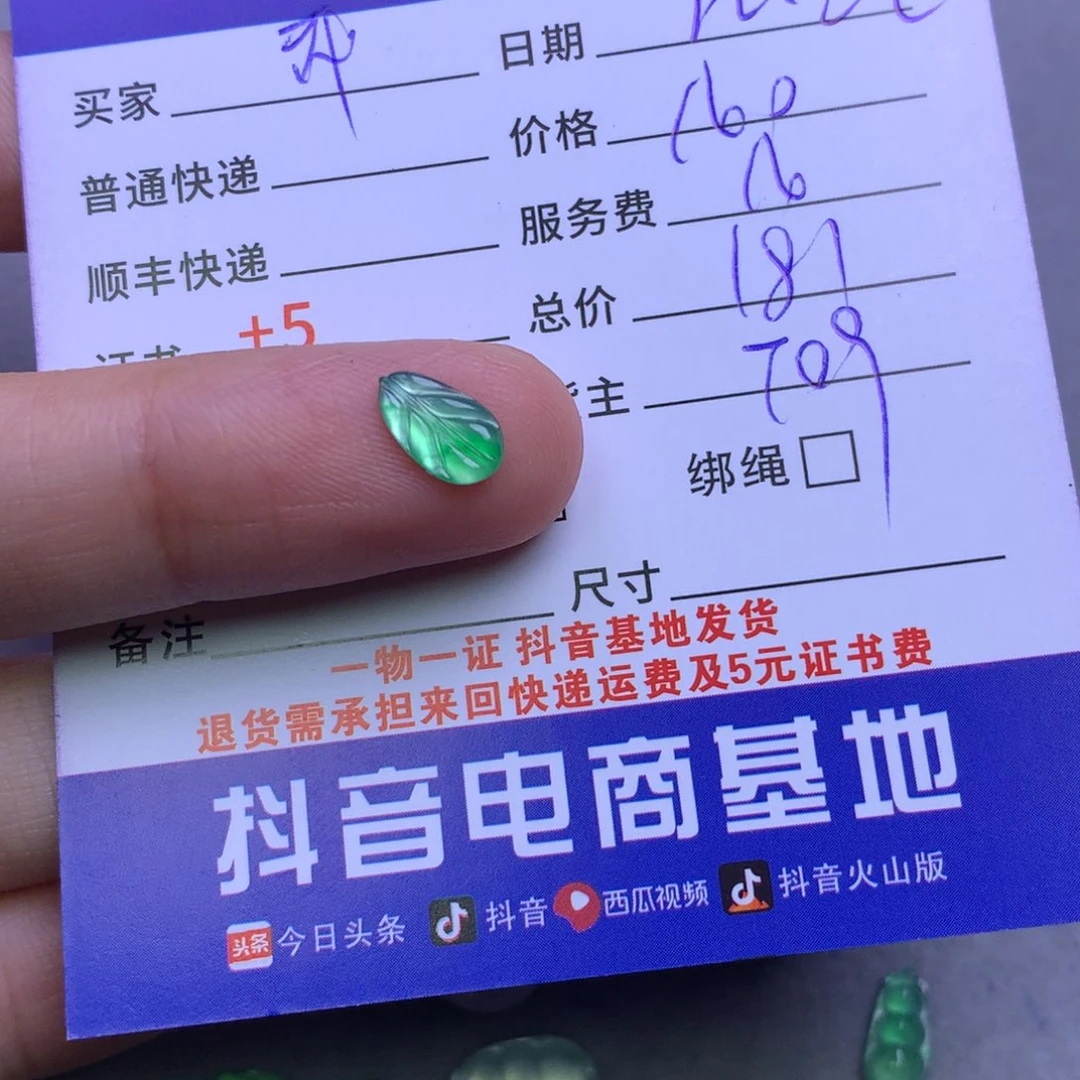 买家 日期
普通快递 价格 160
顺丰快递 服务费 16
证书 +5 总价 181
货主 709
绑绳
备注 尺寸
一物一证 抖音基地发货
退货需承担来回快递运费及5元证书费
抖音电商基地
头条 今日头条 抖音 西瓜视频 抖音火山版